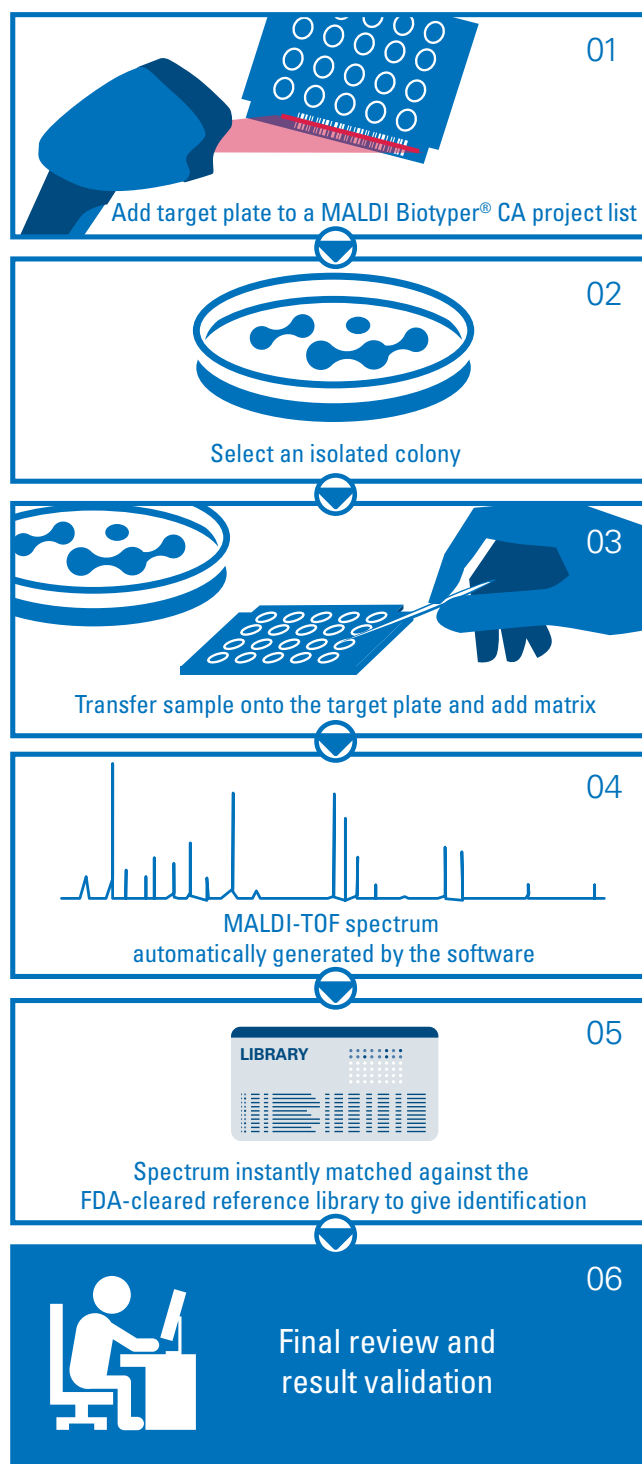 01
Add target plate to a MALDI Biotyper® CA project list
02
Select an isolated colony
03
Transfer sample onto the target plate and add matrix
04
MALDI-TOF spectrum
automatically generated by the software
05
LIBRARY
Spectrum instantly matched against the
FDA-cleared reference library to give identification
06
Final review and
result validation